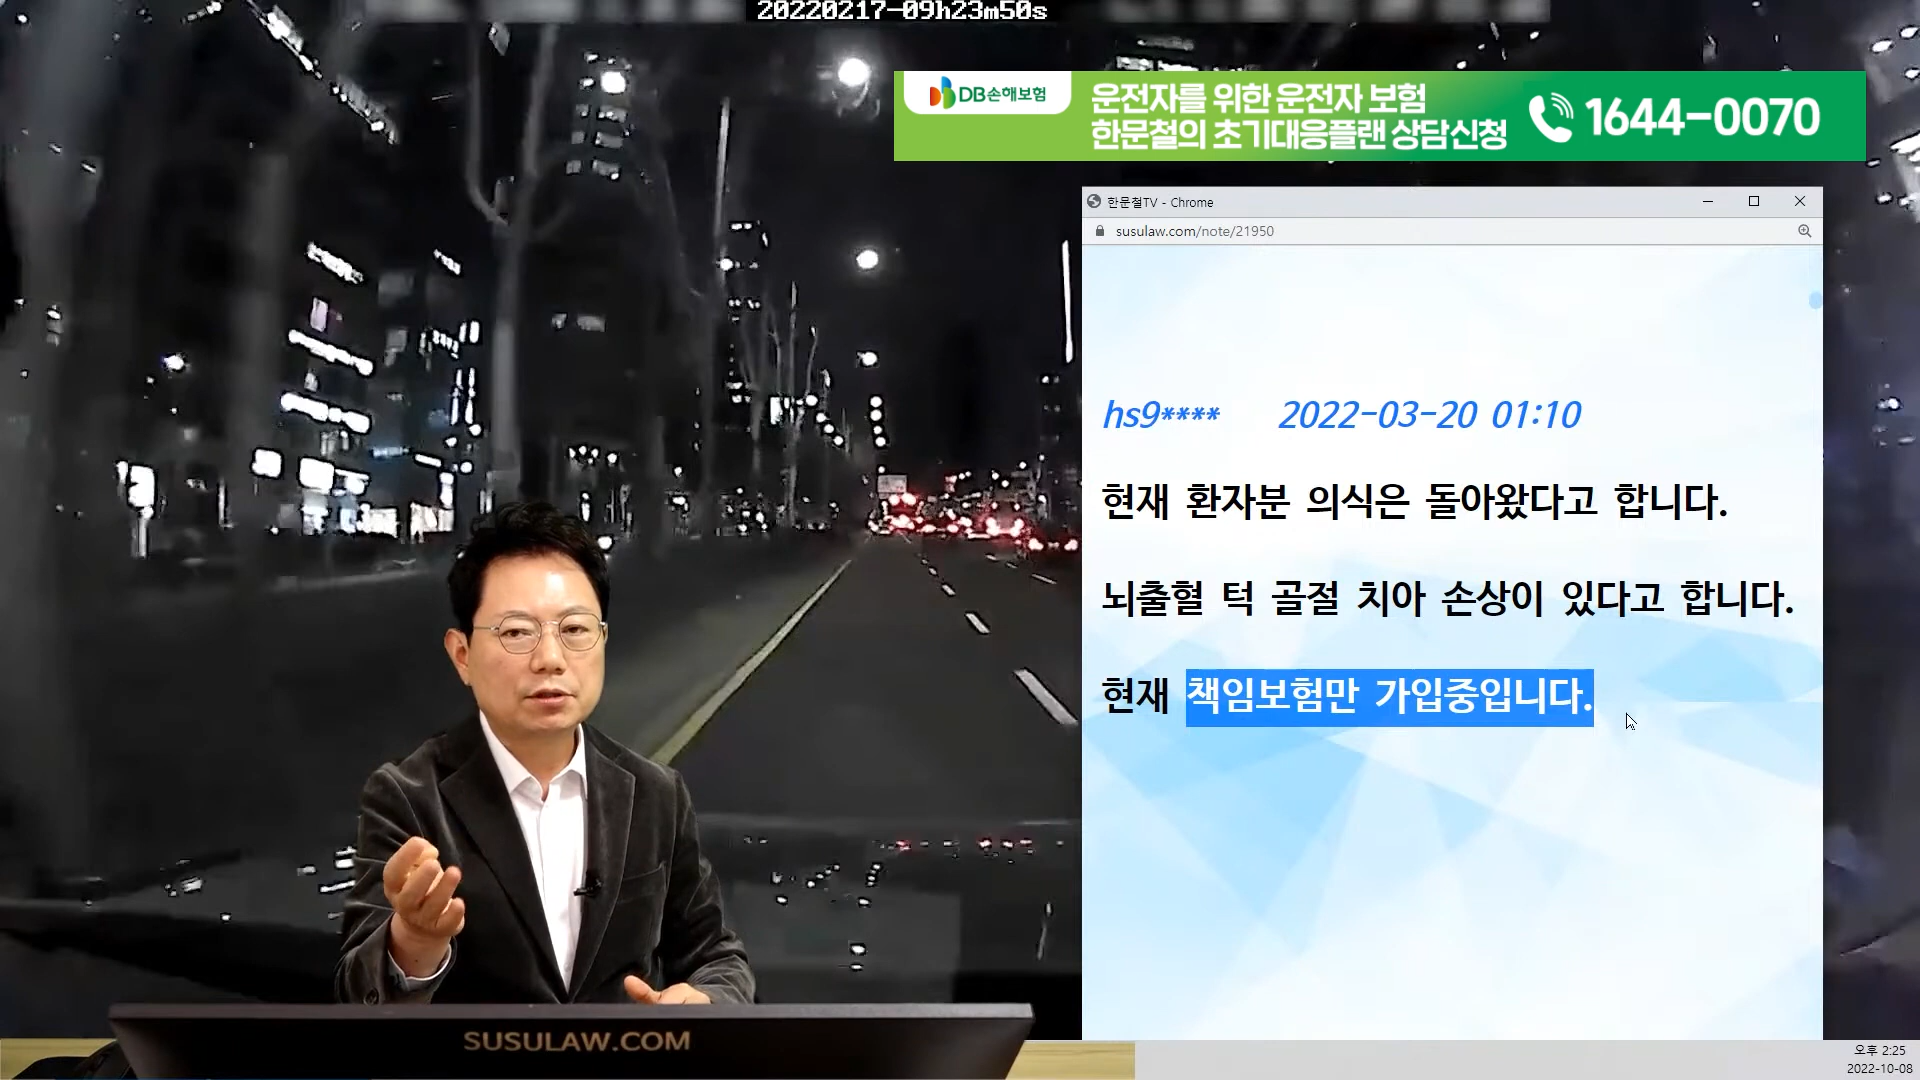 20220217-09h23m50s
DB손해보험
운전자를 위한 운전자 보험
한문철의 초기대응플랜 상담신청
1644-0070
한문철TV - Chrome
susulaw.com/note/21950
hs9**** 2022-03-20 01:10
현재 환자분 의식은 돌아왔다고 합니다.
뇌출혈 턱 골절 치아 손상이 있다고 합니다.
현재 책임보험만 가입중입니다.
SUSULAW.COM
오후 2:25
2022-10-08